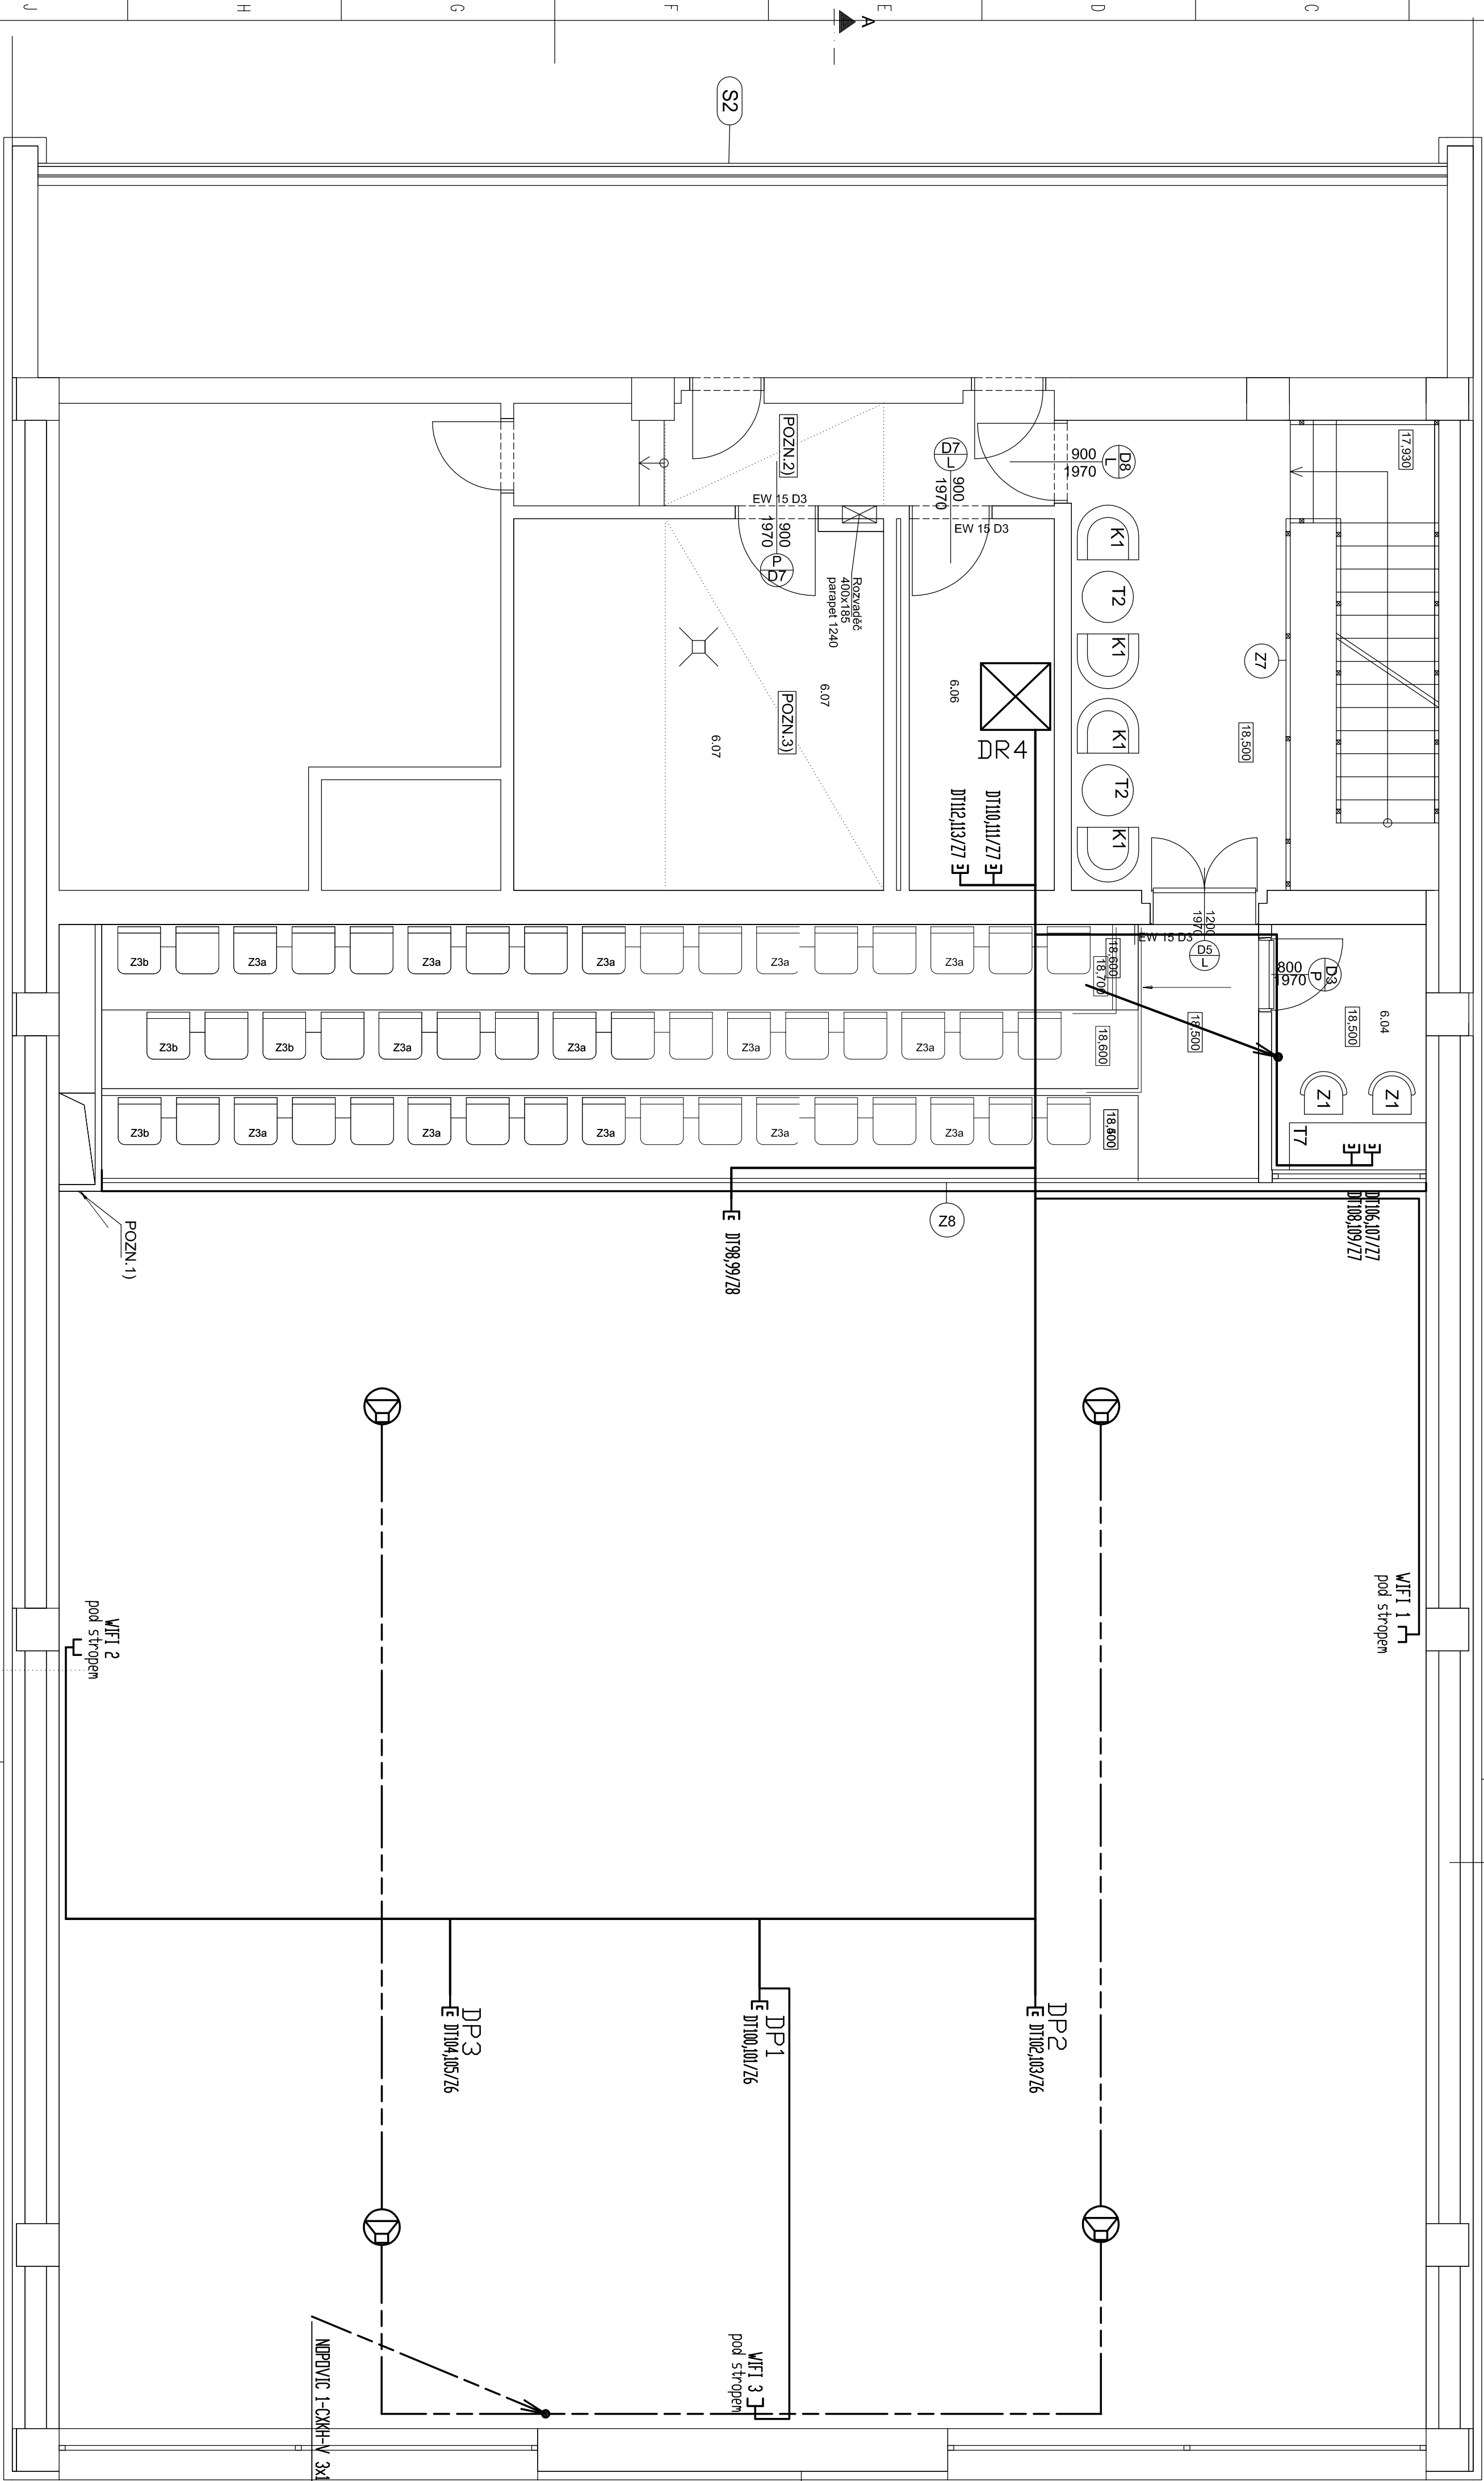 J
H
G
F
E
D
C
A
S2
17,930
D8
L
900
1970
D7
L
900
1970
EW 15 D3
POZN.2)
EW 15 D3
900
1970
P
D7
Rozvaděč
400x185
parapet 1240
K1
T2
K1
K1
T2
K1
Z7
18,500
6.06
DR4
6.07
6.07
POZN.3)
DT110,111/Z7
DT112,113/Z7
1200
1970
EW 15 D3
D5
L
800
1970
D3
P
6.04
18,500
Z1
Z1
T7
18,600
18,700
18,500
18,600
Z3b
Z3a
Z3a
Z3a
Z3a
Z3a
Z3b
Z3b
Z3a
Z3a
Z3a
Z3a
Z3b
Z3a
Z3a
Z3a
Z3a
Z3a
DT106,107/Z7
DT108,109/Z7
Z8
DT98,99/Z8
POZN.1)
WIFI 1
pod stropem
WIFI 2
pod stropem
DP2
DT102,103/Z6
DP1
DT100,101/Z6
DP3
DT104,105/Z6
WIFI 3
pod stropem
NOPOVIC 1-CXKH-V 3x1